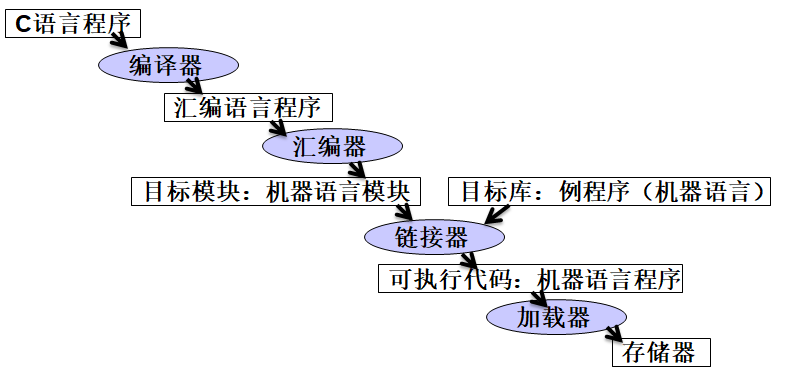 C语言程序
编译器
汇编语言程序
汇编器
目标模块：机器语言模块
目标库：例程序（机器语言）
链接器
可执行代码：机器语言程序
加载器
存储器